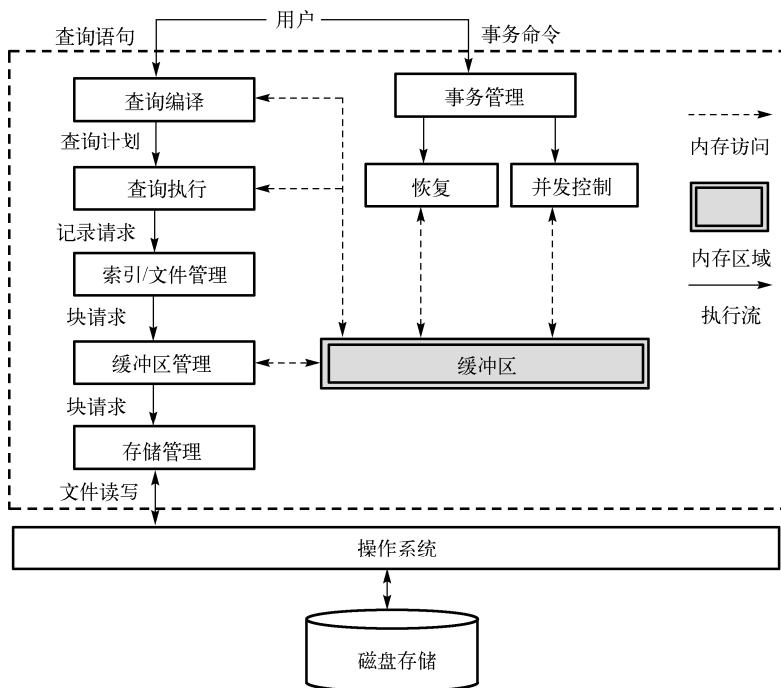 用户
查询语句
事务命令
查询编译
事务管理
查询计划
内存访问
查询执行
恢复
并发控制
记录请求
索引/文件管理
内存区域
块请求
执行流
缓冲区管理
缓冲区
块请求
存储管理
文件读写
操作系统
磁盘存储